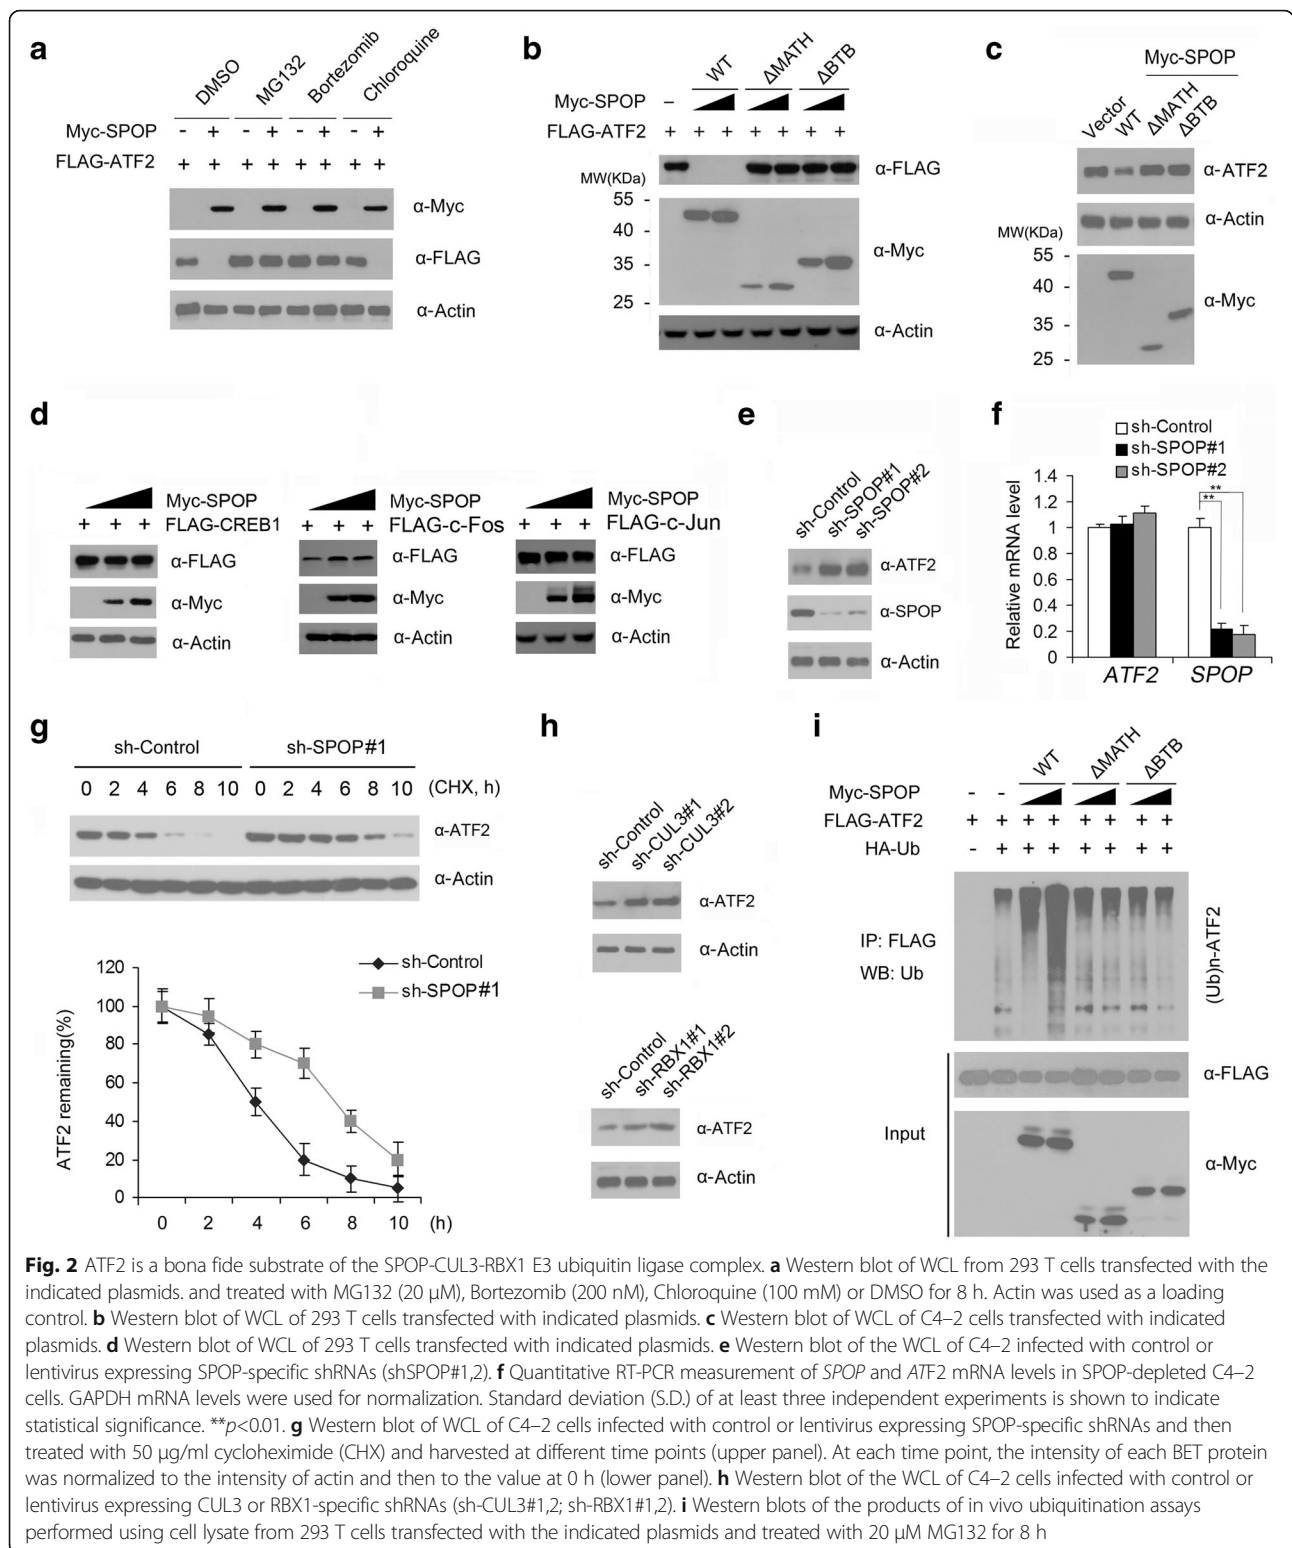 a
DMSO MG132 Bortezomib Chloroquine
Myc-SPOP - + - + - + - +
FLAG-ATF2 + + + + + + + +
α-Myc
α-FLAG
α-Actin
b
WT ΔMATH ΔBTB
Myc-SPOP –
FLAG-ATF2 + + + + + + +
α-FLAG
MW(KDa)
55 -
40 -
35 -
25 -
α-Myc
α-Actin
c
Myc-SPOP
Vector WT ΔMATH ΔBTB
α-ATF2
α-Actin
MW(KDa)
55 -
40 -
35 -
25 -
α-Myc
d
Myc-SPOP
+ + + FLAG-CREB1
α-FLAG
α-Myc
α-Actin
Myc-SPOP
+ + + FLAG-c-Fos
α-FLAG
α-Myc
α-Actin
Myc-SPOP
+ + + FLAG-c-Jun
α-FLAG
α-Myc
α-Actin
e
sh-Control sh-SPOP#1 sh-SPOP#2
α-ATF2
α-SPOP
α-Actin
f
sh-Control
sh-SPOP#1
sh-SPOP#2
Relative mRNA level
1.4
1.2
1.0
0.8
0.6
0.4
0.2
0
**
**
ATF2 SPOP
g
sh-Control sh-SPOP#1
0 2 4 6 8 10 0 2 4 6 8 10 (CHX, h)
α-ATF2
α-Actin
sh-Control
sh-SPOP#1
ATF2 remaining(%)
120
100
80
60
40
20
0
0 2 4 6 8 10 (h)
h
sh-Control sh-CUL3#1 sh-CUL3#2
α-ATF2
α-Actin
sh-Control sh-RBX1#1 sh-RBX1#2
α-ATF2
α-Actin
i
WT ΔMATH ΔBTB
Myc-SPOP - -
FLAG-ATF2 + + + + + + + +
HA-Ub - + + + + + + +
IP: FLAG
WB: Ub
(Ub)n-ATF2
Input
α-FLAG
α-Myc
Fig. 2 ATF2 is a bona fide substrate of the SPOP-CUL3-RBX1 E3 ubiquitin ligase complex. a Western blot of WCL from 293 T cells transfected with the
indicated plasmids. and treated with MG132 (20 μM), Bortezomib (200 nM), Chloroquine (100 mM) or DMSO for 8 h. Actin was used as a loading
control. b Western blot of WCL of 293 T cells transfected with indicated plasmids. c Western blot of WCL of C4–2 cells transfected with indicated
plasmids. d Western blot of WCL of 293 T cells transfected with indicated plasmids. e Western blot of the WCL of C4–2 infected with control or
lentivirus expressing SPOP-specific shRNAs (shSPOP#1,2). f Quantitative RT-PCR measurement of SPOP and ATF2 mRNA levels in SPOP-depleted C4–2
cells. GAPDH mRNA levels were used for normalization. Standard deviation (S.D.) of at least three independent experiments is shown to indicate
statistical significance. **p<0.01. g Western blot of WCL of C4–2 cells infected with control or lentivirus expressing SPOP-specific shRNAs and then
treated with 50 μg/ml cycloheximide (CHX) and harvested at different time points (upper panel). At each time point, the intensity of each BET protein
was normalized to the intensity of actin and then to the value at 0 h (lower panel). h Western blot of the WCL of C4–2 cells infected with control or
lentivirus expressing CUL3 or RBX1-specific shRNAs (sh-CUL3#1,2; sh-RBX1#1,2). i Western blots of the products of in vivo ubiquitination assays
performed using cell lysate from 293 T cells transfected with the indicated plasmids and treated with 20 μM MG132 for 8 h